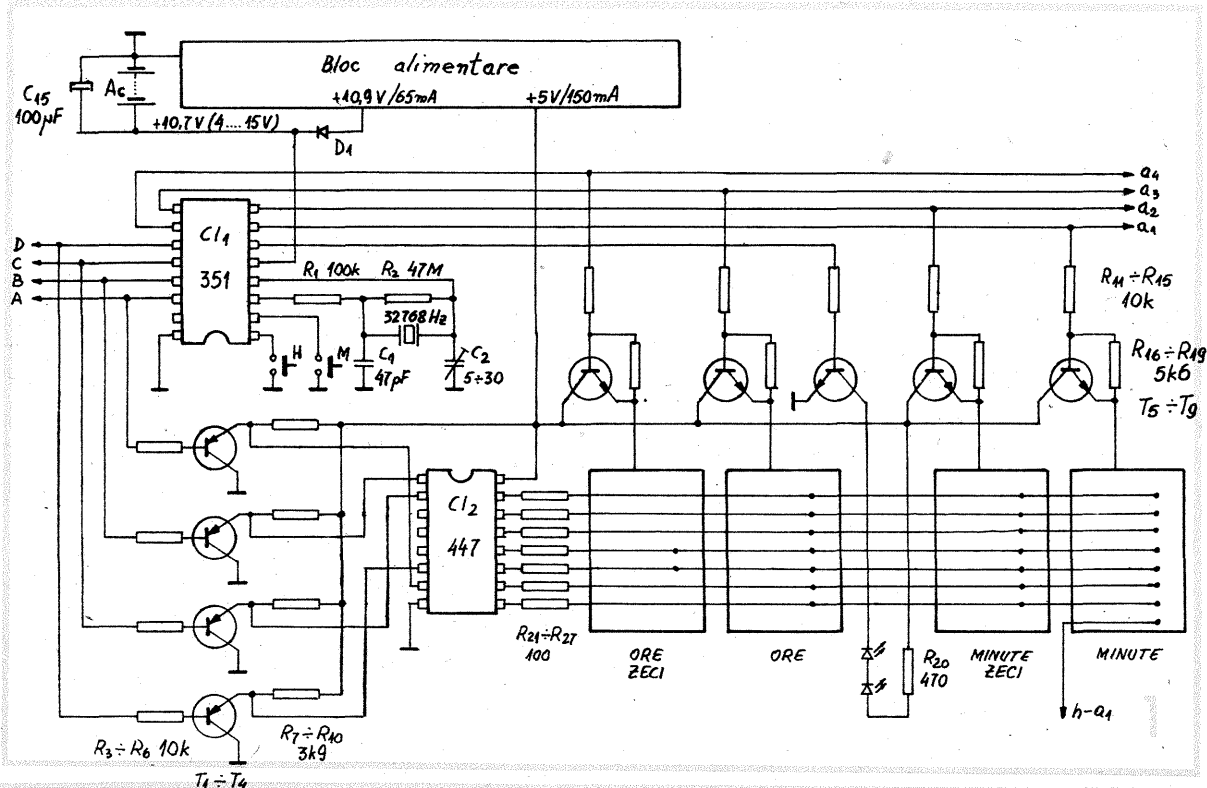 Bloc alimentare
+10,9V/65mA
+5V/150mA
C15
100µF
Ac
+10,7V(4....15V)
D1
a4
a3
a2
a1
D
C
B
A
CI1
351
R1 100k
R2 47M
32768Hz
H
M
C1
47pF
C2
5÷30
R11÷R15
10k
R16÷R19
5k6
T5÷T9
CI2
447
R21÷R27
100
ORE
ZECI
ORE
R20
470
MINUTE
ZECI
MINUTE
h-a1
R3÷R6 10k
R7÷R10
3k9
T1÷T4